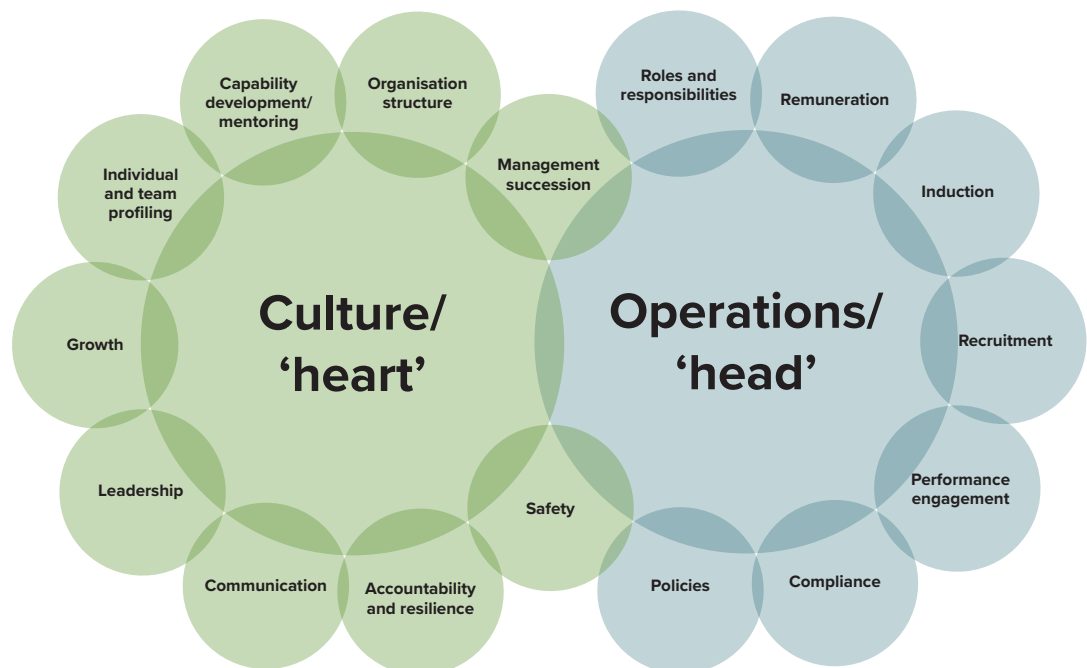 Capability
development/
mentoring
Organisation
structure
Roles and
responsibilities
Remuneration
Management
succession
Individual
and team
profiling
Induction
Culture/
‘heart’
Operations/
‘head’
Growth
Recruitment
Leadership
Performance
engagement
Safety
Communication
Accountability
and resilience
Policies
Compliance